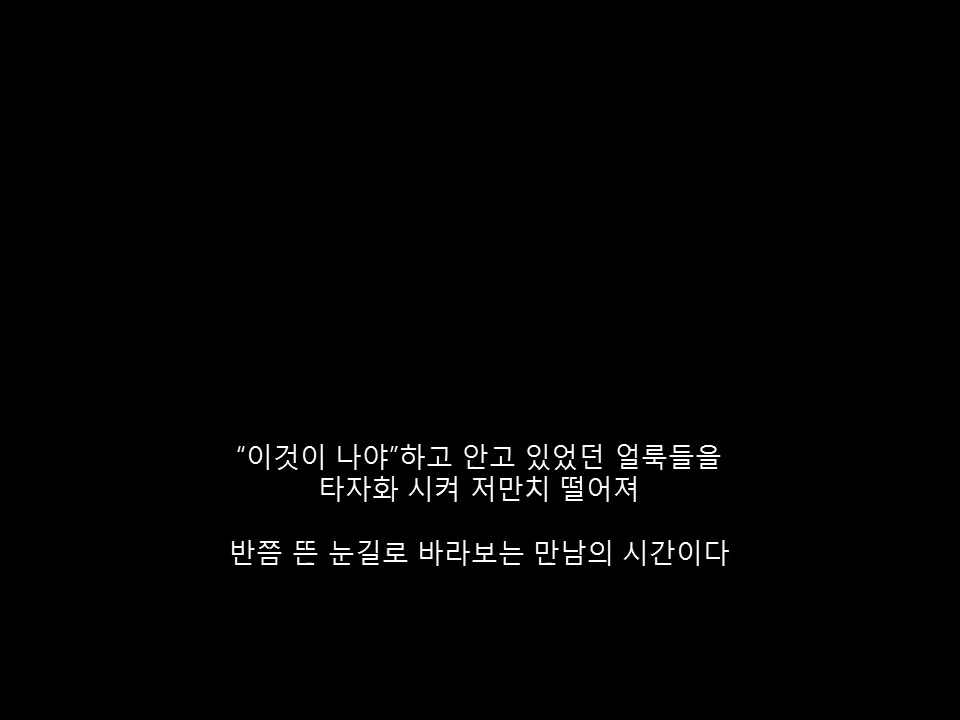 “이것이 나야”하고 안고 있었던 얼룩들을
타자화 시켜 저만치 떨어져
반쯤 뜬 눈길로 바라보는 만남의 시간이다